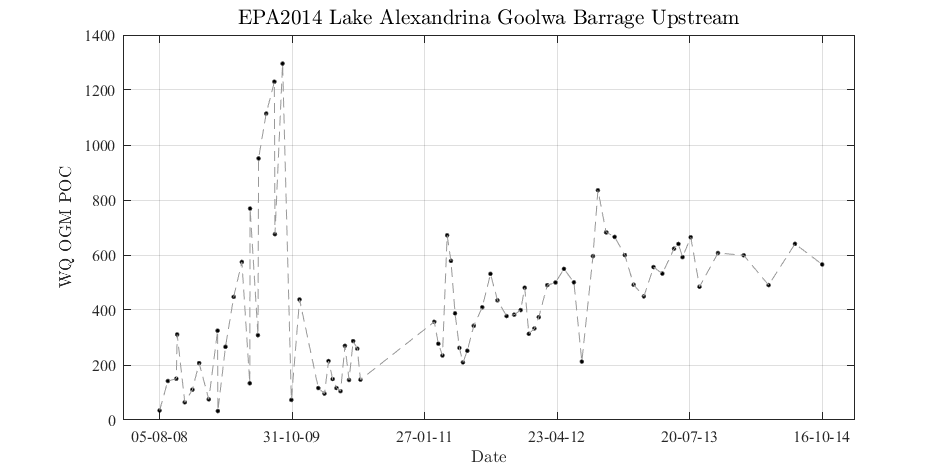 EPA2014 Lake Alexandrina Goolwa Barrage Upstream
1400
1200
1000
800
600
400
200
0
WQ OGM POC
05-08-08 31-10-09 27-01-11 23-04-12 20-07-13 16-10-14
Date